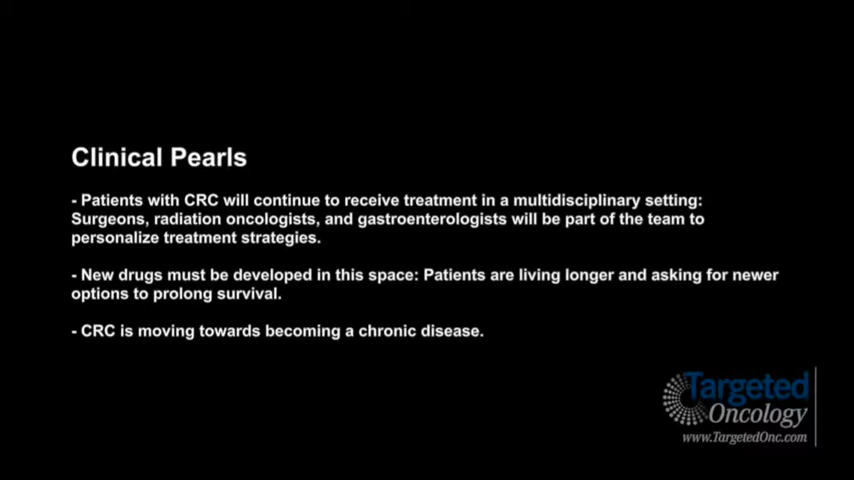 Clinical Pearls
- Patients with CRC will continue to receive treatment in a multidisciplinary setting:
Surgeons, radiation oncologists, and gastroenterologists will be part of the team to
personalize treatment strategies.
- New drugs must be developed in this space: Patients are living longer and asking for newer
options to prolong survival.
- CRC is moving towards becoming a chronic disease.
Targeted
Oncology
www.TargetedOnc.com